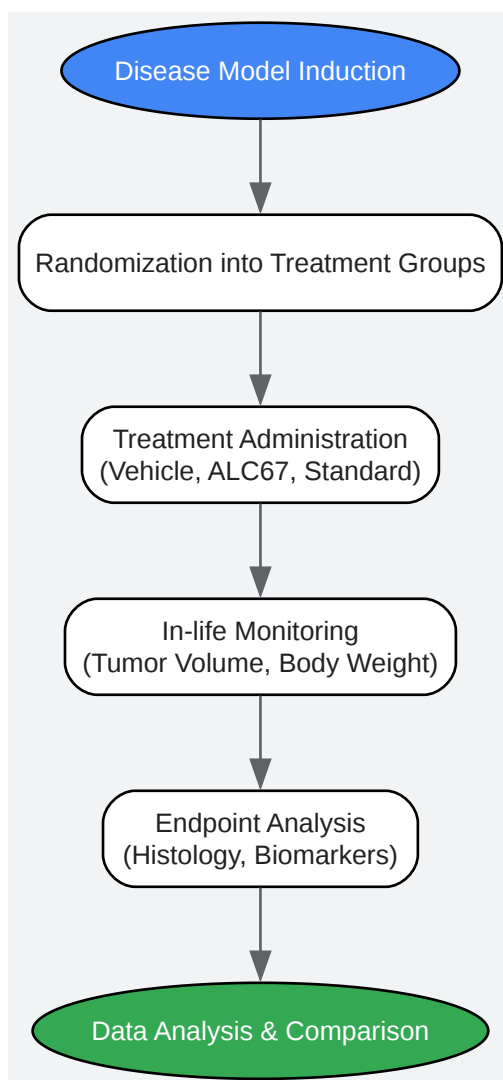 Disease Model Induction
Randomization into Treatment Groups
Treatment Administration
(Vehicle, ALC67, Standard)
In-life Monitoring
(Tumor Volume, Body Weight)
Endpoint Analysis
(Histology, Biomarkers)
Data Analysis & Comparison